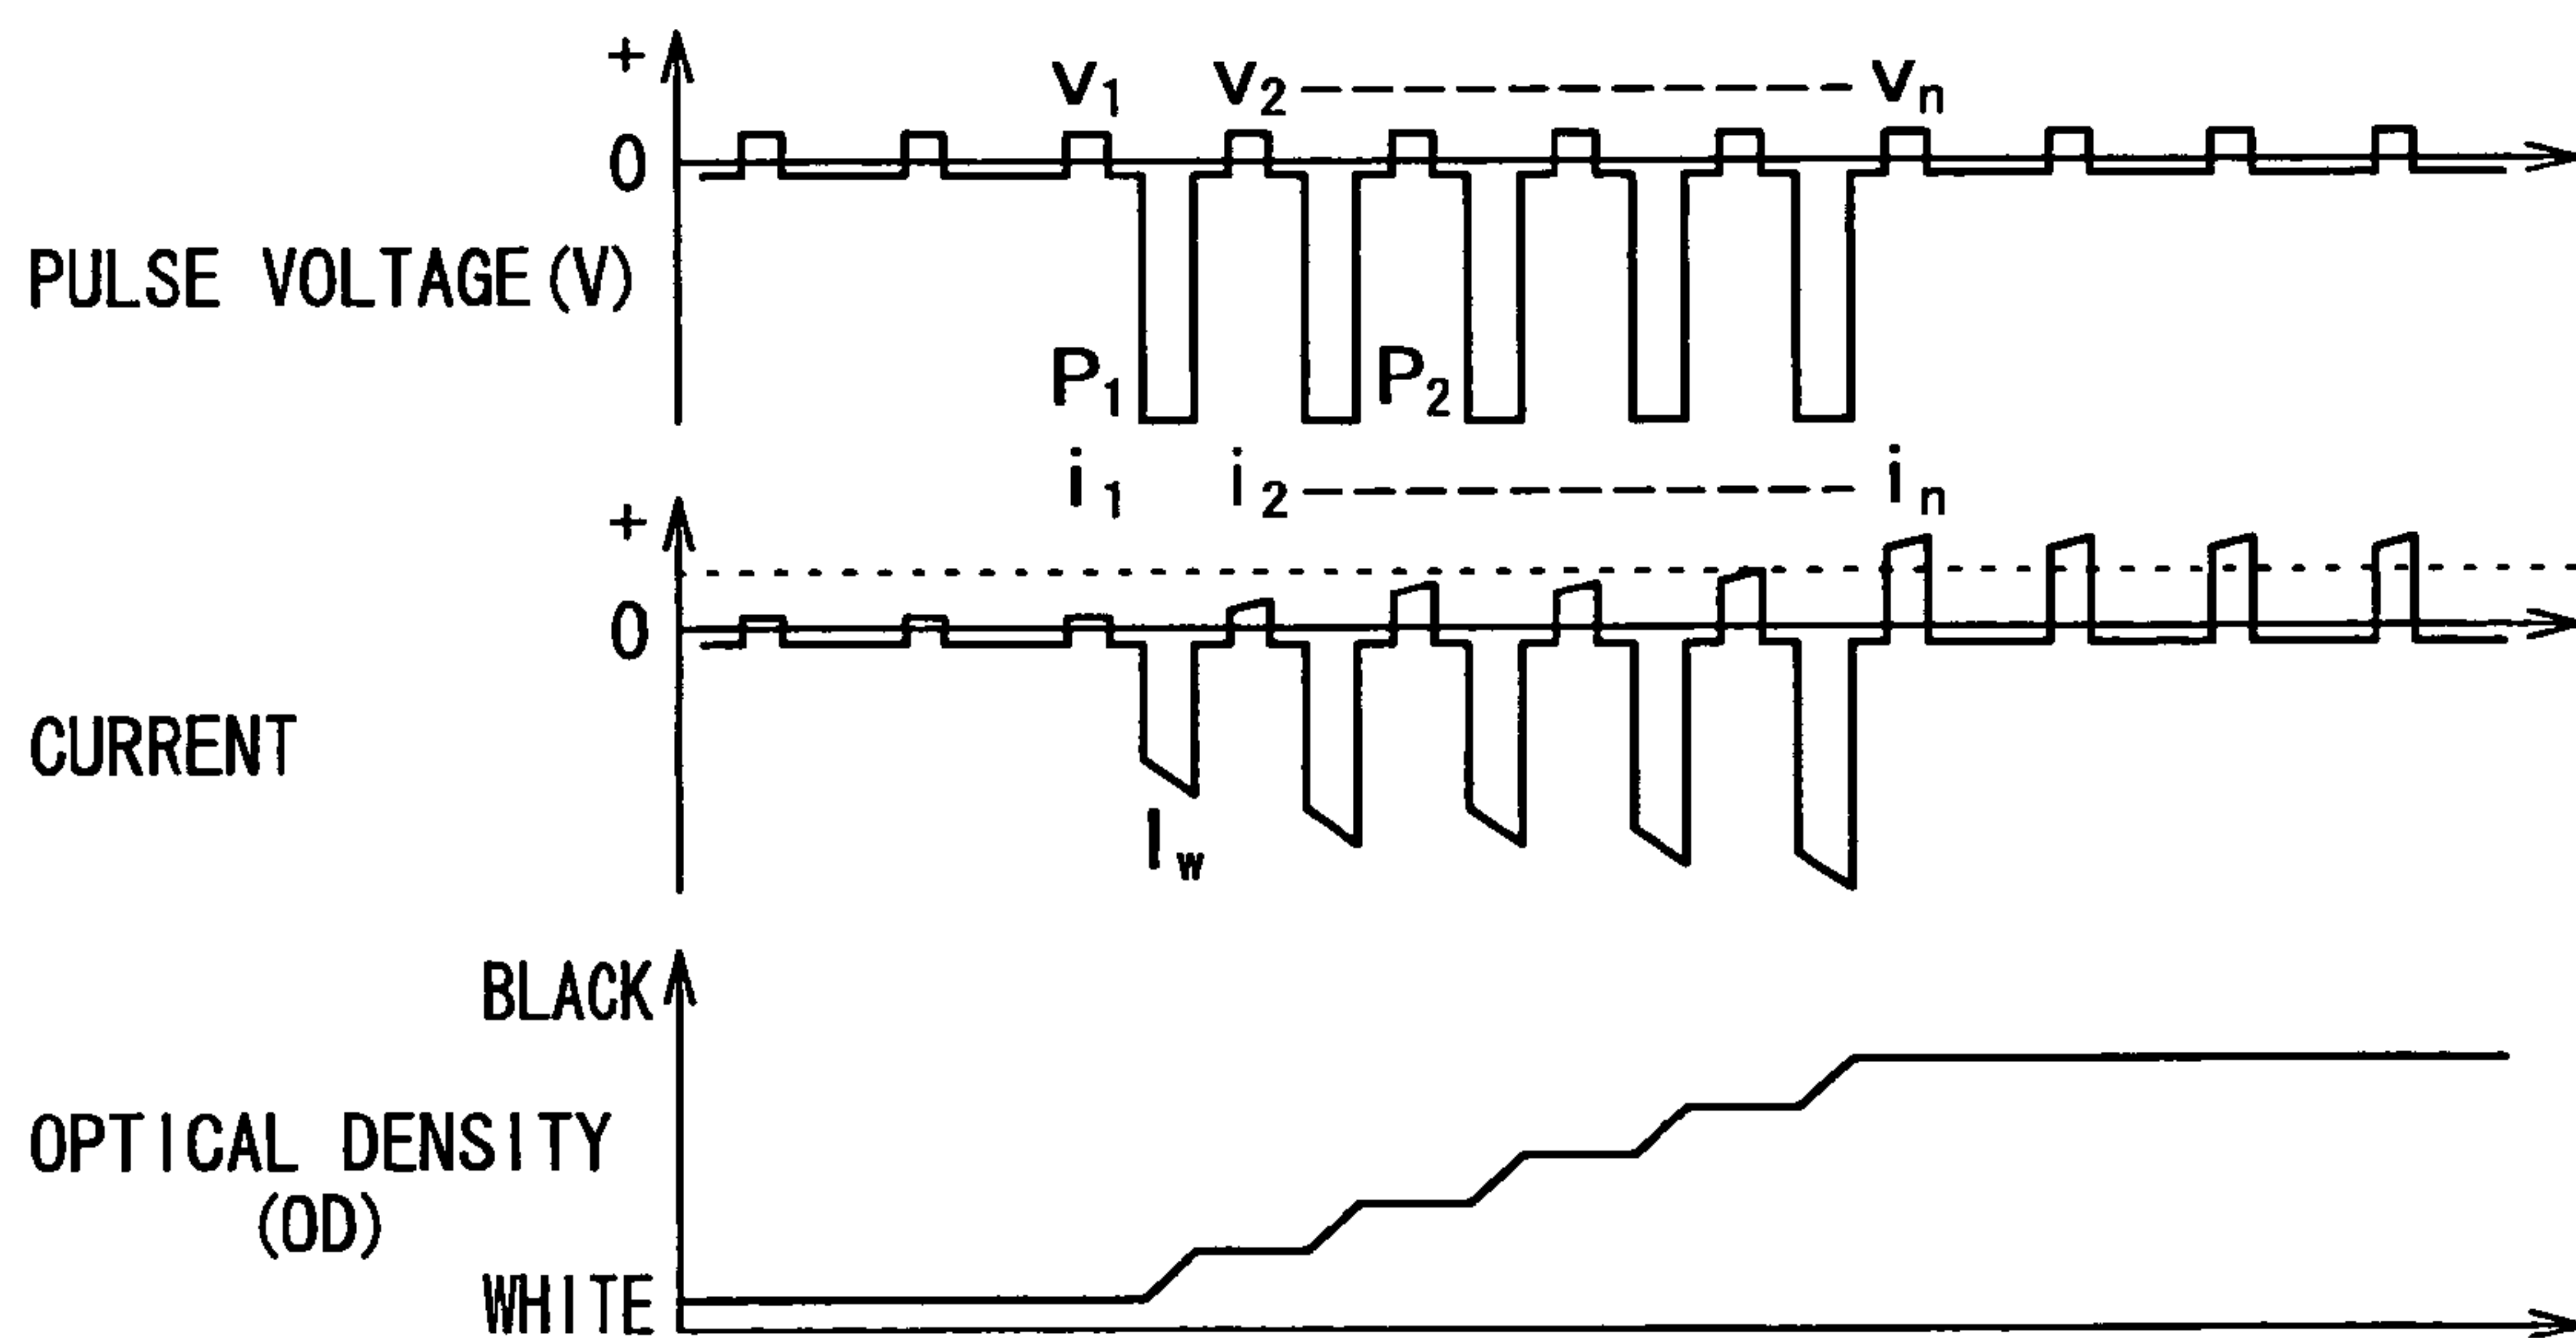 +
V1 V2 Vn
0
PULSE VOLTAGE(V)
P1 P2
i1 i2 in
+
0
CURRENT
Iw
BLACK
OPTICAL DENSITY
(OD)
WHITE